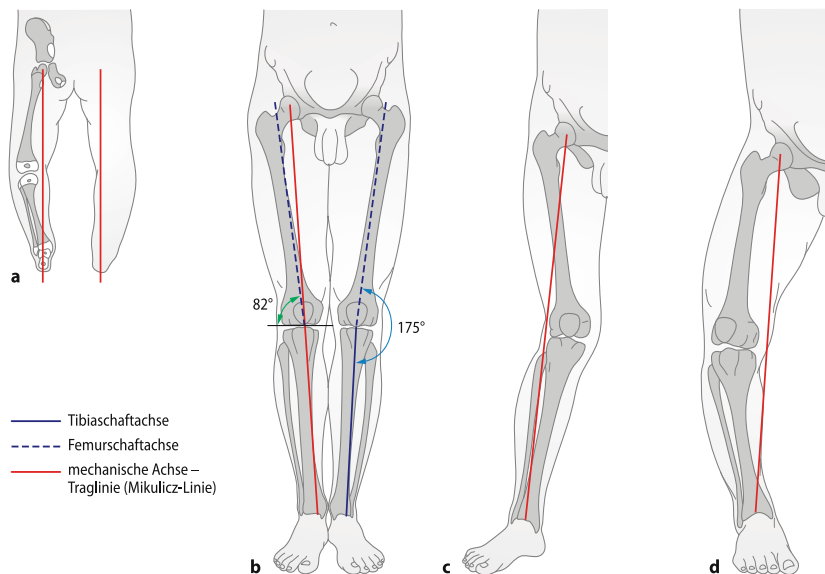 a
82°
175°
Tibiaschaftachse
Femurschaftachse
mechanische Achse –
Traglinie (Mikulicz-Linie)
b
c
d